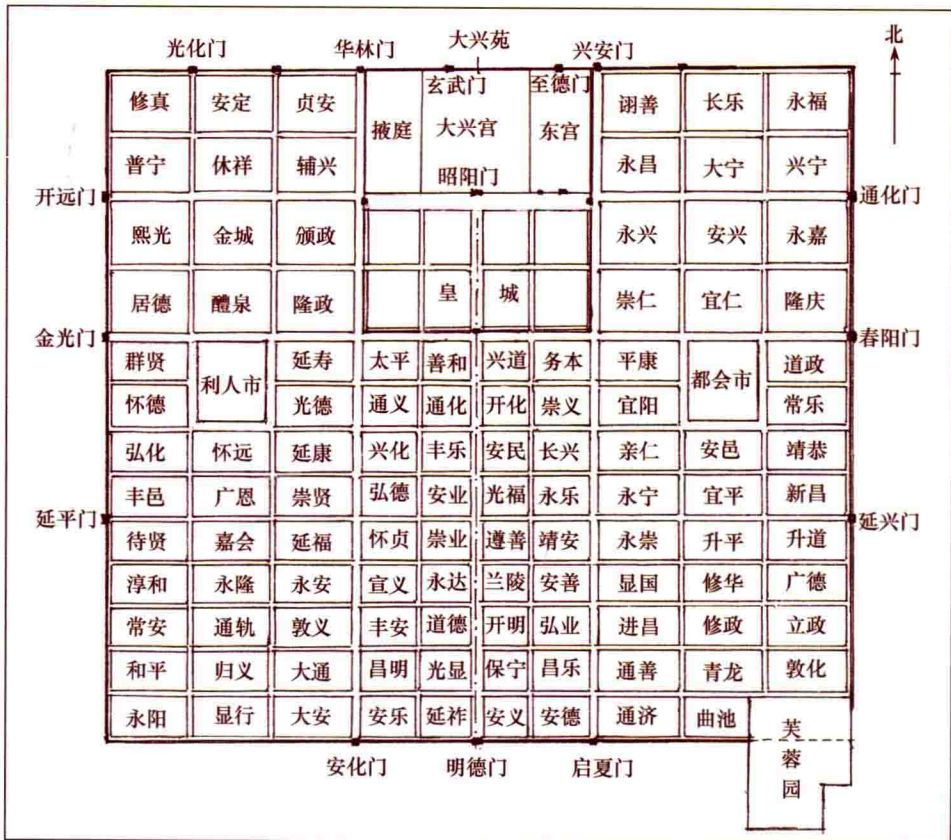 光化门 华林门 大兴苑 兴安门 北
修真 安定 贞安 掖庭 玄武门 至德门 诩善 长乐 永福
大兴宫 东宫
普宁 休祥 辅兴 昭阳门 永昌 大宁 兴宁
开远门 通化门
熙光 金城 颁政 永兴 安兴 永嘉
居德 醴泉 隆政 皇 城 崇仁 宜仁 隆庆
金光门 春阳门
群贤 利人市 延寿 太平 善和 兴道 务本 平康 都会市 道政
怀德 光德 通义 通化 开化 崇义 宜阳 常乐
弘化 怀远 延康 兴化 丰乐 安民 长兴 亲仁 安邑 靖恭
丰邑 广恩 崇贤 弘德 安业 光福 永乐 永宁 宜平 新昌
延平门 延兴门
待贤 嘉会 延福 怀贞 崇业 遵善 靖安 永崇 升平 升道
淳和 永隆 永安 宣义 永达 兰陵 安善 显国 修华 广德
常安 通轨 敦义 丰安 道德 开明 弘业 进昌 修政 立政
和平 归义 大通 昌明 光显 保宁 昌乐 通善 青龙 敦化
永阳 显行 大安 安乐 延祚 安义 安德 通济 曲池 芙蓉园
安化门 明德门 启夏门